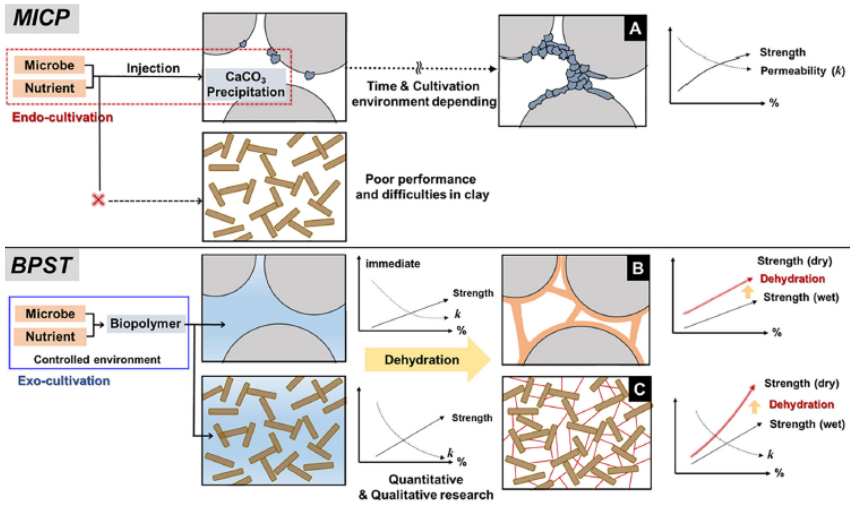 MICP
Microbe
Nutrient
Endo-cultivation
Injection
CaCO3
Precipitation
Time & Cultivation
environment depending
A
Strength
Permeability (k)
%
Poor performance
and difficulties in clay
BPST
Microbe
Nutrient
Biopolymer
Controlled environment
Exo-cultivation
immediate
Strength
k
%
Dehydration
B
Strength (dry)
Dehydration
Strength (wet)
%
Strength
k
%
Quantitative
& Qualitative research
C
Strength (dry)
Dehydration
Strength (wet)
k
%